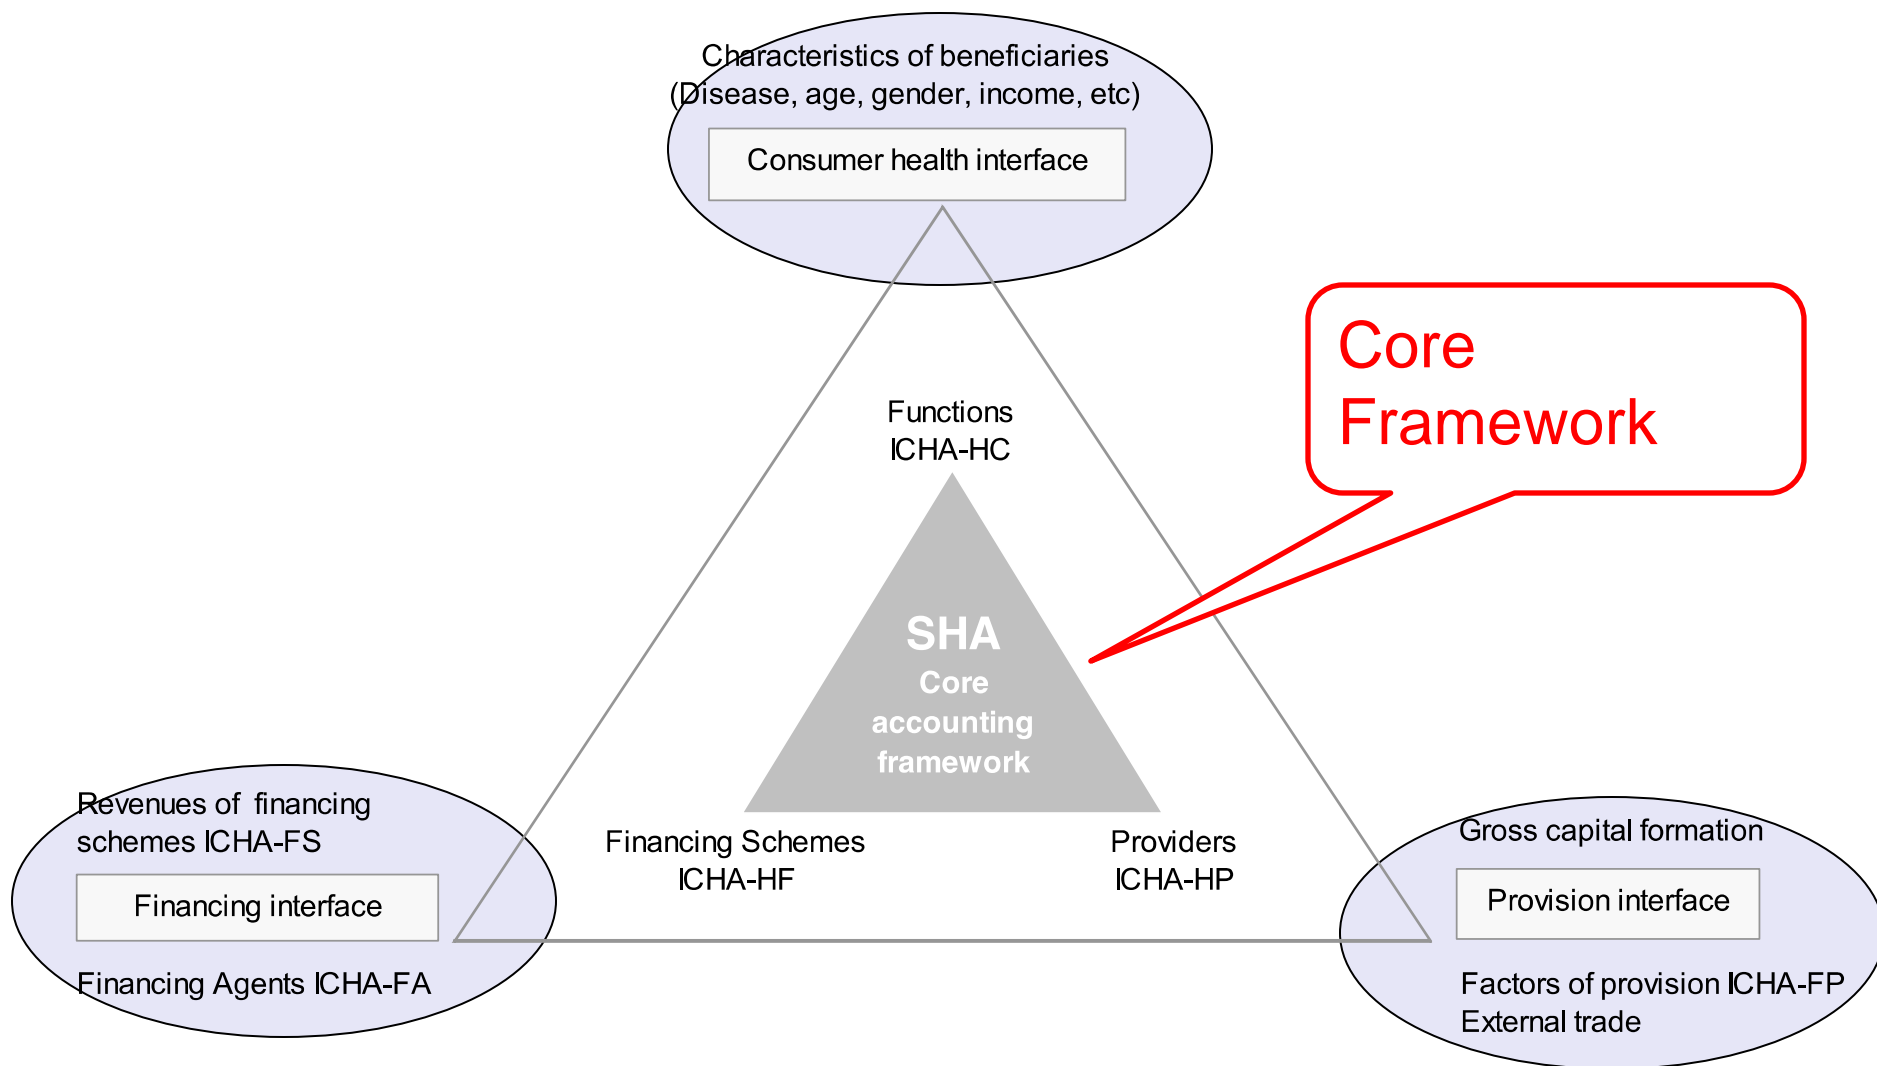 Characteristics of beneficiaries
(Disease, age, gender, income, etc)
Consumer health interface
Core
Framework
Functions
ICHA-HC
SHA
Core
accounting
framework
Revenues of financing
schemes ICHA-FS
Financing interface
Financing Agents ICHA-FA
Financing Schemes
ICHA-HF
Providers
ICHA-HP
Gross capital formation
Provision interface
Factors of provision ICHA-FP
External trade